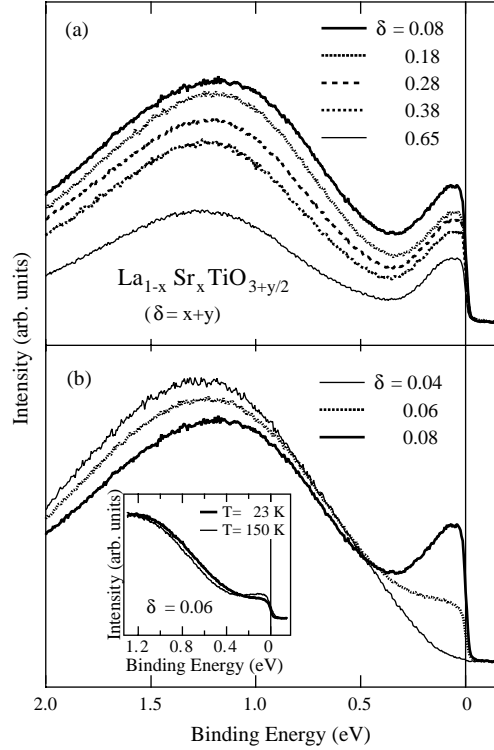 (a)
δ = 0.08
0.18
0.28
0.38
0.65
La1-x SrxTiO3+y/2
(δ = x+y)
Intensity (arb. units)
(b)
δ = 0.04
0.06
0.08
Intensity (arb. units)
T= 23 K
T= 150 K
δ = 0.06
1.2 0.8 0.4 0
Binding Energy (eV)
2.0 1.5 1.0 0.5 0
Binding Energy (eV)